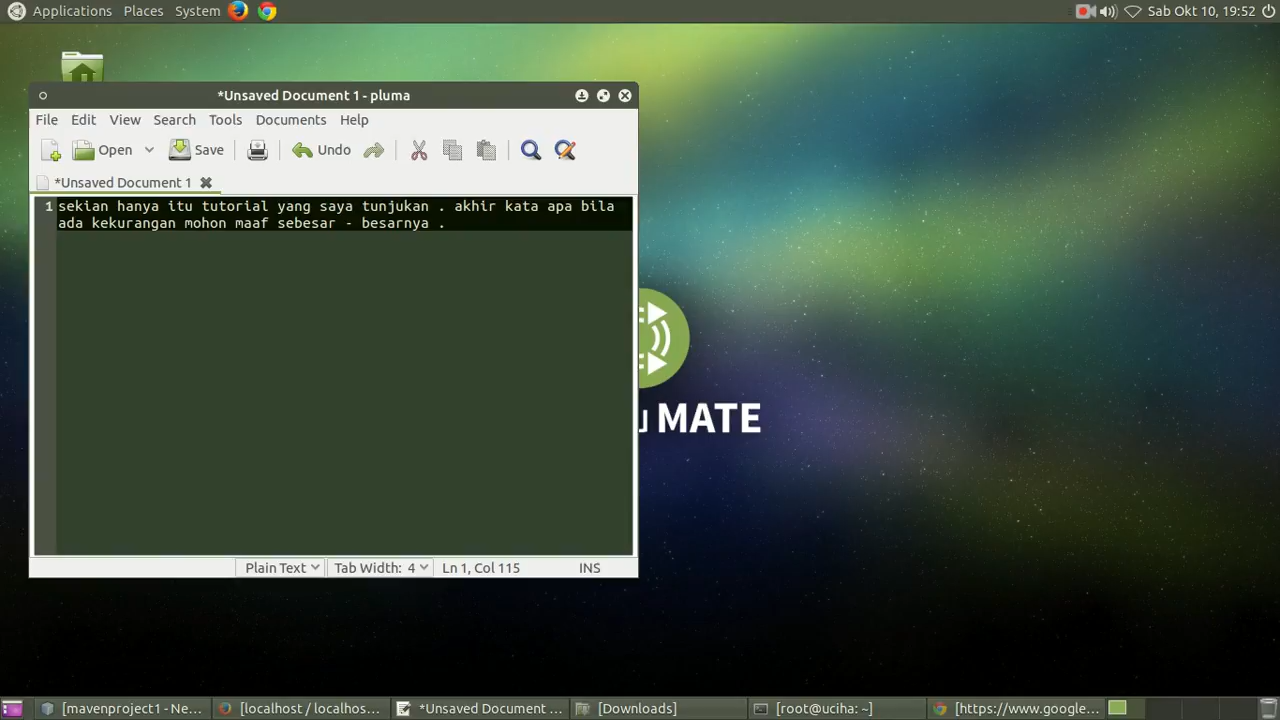 Applications Places System
Sab Okt 10, 19:52
*Unsaved Document 1 - pluma
File Edit View Search Tools Documents Help
Open Save Undo
*Unsaved Document 1
1 sekian hanya itu tutorial yang saya tunjukan . akhir kata apa bila
ada kekurangan mohon maaf sebesar - besarnya .
MATE
Plain Text Tab Width: 4 Ln 1, Col 115 INS
[mavenproject1 - Ne... [localhost / localhos... *Unsaved Document ... [Downloads] [root@uciha: ~] [https://www.google...